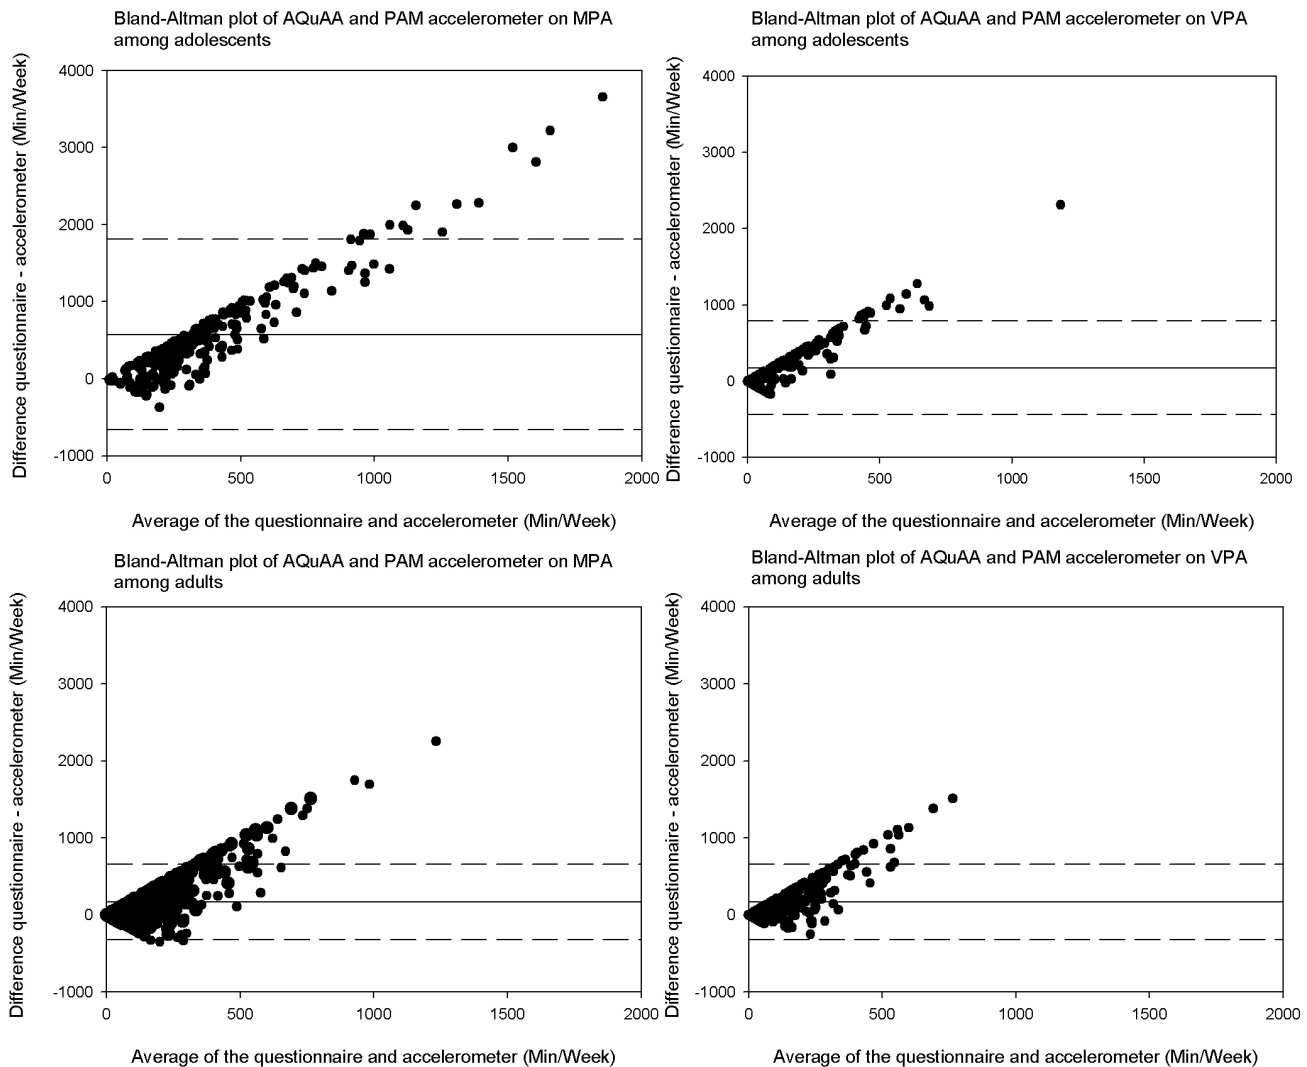 Bland-Altman plot of AQuAA and PAM accelerometer on MPA
among adolescents
Difference questionnaire - accelerometer (Min/Week)
4000
3000
2000
1000
0
-1000
0 500 1000 1500 2000
Average of the questionnaire and accelerometer (Min/Week)
Bland-Altman plot of AQuAA and PAM accelerometer on VPA
among adolescents
Difference questionnaire - accelerometer (Min/Week)
4000
3000
2000
1000
0
-1000
0 500 1000 1500 2000
Average of the questionnaire and accelerometer (Min/Week)
Bland-Altman plot of AQuAA and PAM accelerometer on MPA
among adults
Difference questionnaire - accelerometer (Min/Week)
4000
3000
2000
1000
0
-1000
0 500 1000 1500 2000
Average of the questionnaire and accelerometer (Min/Week)
Bland-Altman plot of AQuAA and PAM accelerometer on VPA
among adults
Difference questionnaire - accelerometer (Min/Week)
4000
3000
2000
1000
0
-1000
0 500 1000 1500 2000
Average of the questionnaire and accelerometer (Min/Week)